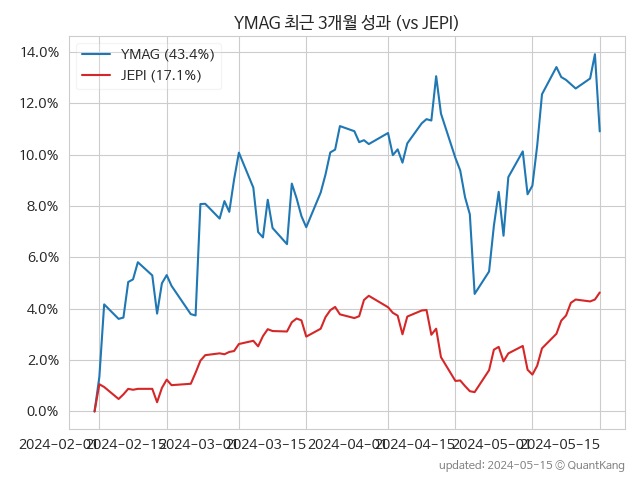 YMAG 최근 3개월 성과 (vs JEPI)
YMAG (43.4%)
JEPI (17.1%)
14.0%
12.0%
10.0%
8.0%
6.0%
4.0%
2.0%
0.0%
2024-02-01 2024-02-15 2024-03-01 2024-03-15 2024-04-01 2024-04-15 2024-05-01 2024-05-15
updated: 2024-05-15 © QuantKang